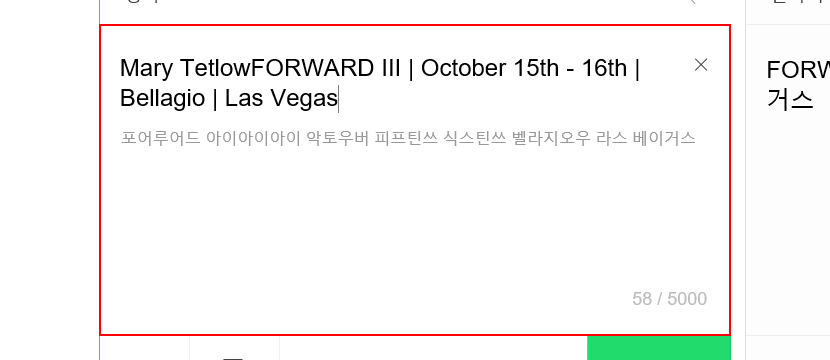 Mary TetlowFORWARD III | October 15th - 16th |
Bellagio | Las Vegas
포어루어드 아이아이아이 악토우버 피프틴쓰 식스틴쓰 벨라지오우 라스 베이거스
58 / 5000
FORW
거스